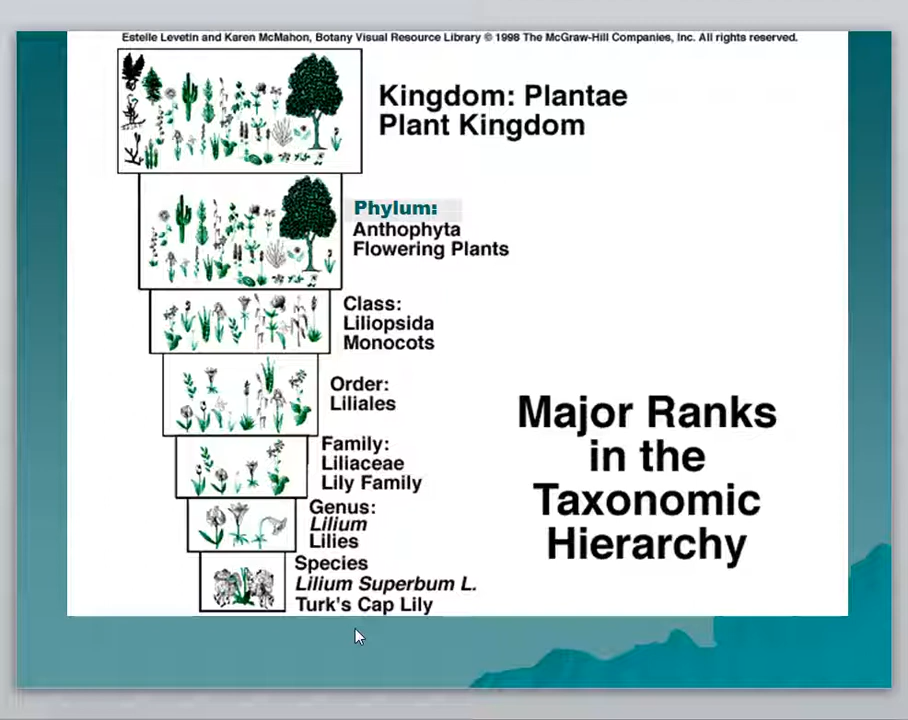 Estelle Levetin and Karen McMahon, Botany Visual Resource Library © 1998 The McGraw-Hill Companies, Inc. All rights reserved.
Kingdom: Plantae
Plant Kingdom
Phylum:
Anthophyta
Flowering Plants
Class:
Liliopsida
Monocots
Order:
Liliales
Family:
Liliaceae
Lily Family
Genus:
Lilium
Lilies
Species
Lilium Superbum L.
Turk's Cap Lily
Major Ranks
in the
Taxonomic
Hierarchy